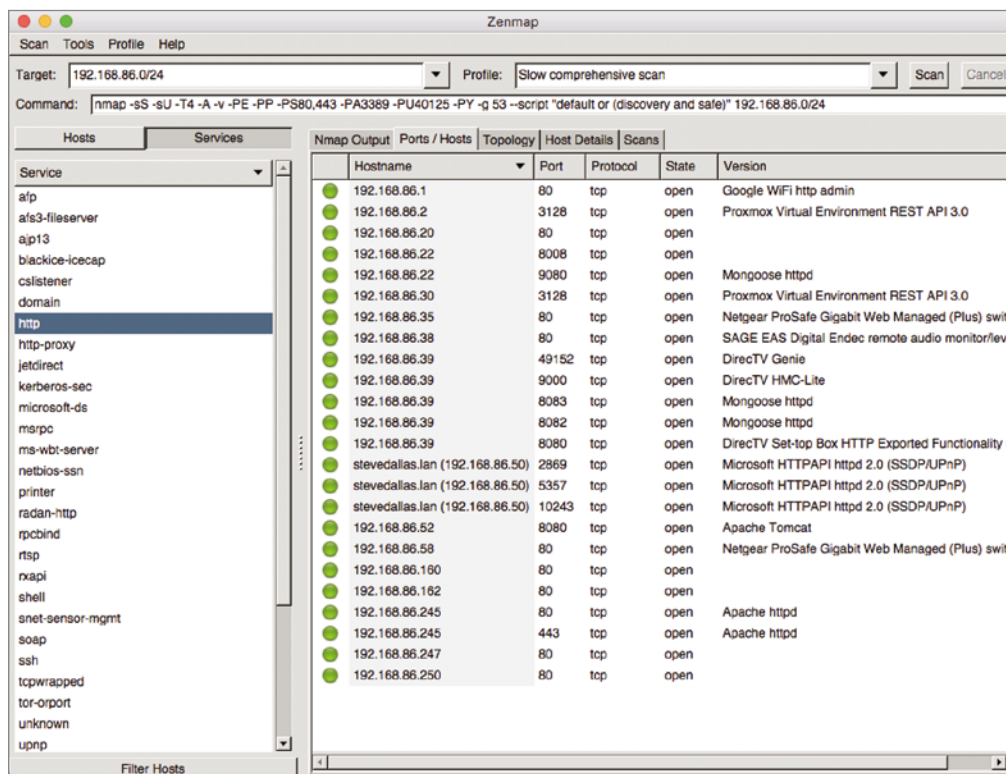 Zenmap
Scan Tools Profile Help
Target: 192.168.86.0/24 Profile: Slow comprehensive scan Scan Cancel
Command: nmap -sS -sU -T4 -A -v -PE -PP -PS80,443 -PA3389 -PU40125 -PY -g 53 --script "default or (discovery and safe)" 192.168.86.0/24
Hosts Services
Nmap Output Ports / Hosts Topology Host Details Scans
Service
afp
afs3-fileserver
ajp13
blackice-icecap
cslistener
domain
http
http-proxy
jetdirect
kerberos-sec
microsoft-ds
msrpc
ms-wbt-server
netbios-ssn
printer
radan-http
rpcbind
rtsp
rxapi
shell
snet-sensor-mgmt
soap
ssh
tcpwrapped
tor-orport
unknown
upnp
Filter Hosts
Hostname Port Protocol State Version
192.168.86.1 80 tcp open Google WiFi http admin
192.168.86.2 3128 tcp open Proxmox Virtual Environment REST API 3.0
192.168.86.20 80 tcp open
192.168.86.22 8008 tcp open
192.168.86.22 9080 tcp open Mongoose httpd
192.168.86.30 3128 tcp open Proxmox Virtual Environment REST API 3.0
192.168.86.35 80 tcp open Netgear ProSafe Gigabit Web Managed (Plus) swit
192.168.86.38 80 tcp open SAGE EAS Digital Endec remote audio monitor/lev
192.168.86.39 49152 tcp open DirecTV Genie
192.168.86.39 9000 tcp open DirecTV HMC-Lite
192.168.86.39 8083 tcp open Mongoose httpd
192.168.86.39 8082 tcp open Mongoose httpd
192.168.86.39 8080 tcp open DirecTV Set-top Box HTTP Exported Functionality
stevedallas.lan (192.168.86.50) 2869 tcp open Microsoft HTTPAPI httpd 2.0 (SSDP/UPnP)
stevedallas.lan (192.168.86.50) 5357 tcp open Microsoft HTTPAPI httpd 2.0 (SSDP/UPnP)
stevedallas.lan (192.168.86.50) 10243 tcp open Microsoft HTTPAPI httpd 2.0 (SSDP/UPnP)
192.168.86.52 8080 tcp open Apache Tomcat
192.168.86.58 80 tcp open Netgear ProSafe Gigabit Web Managed (Plus) swit
192.168.86.160 80 tcp open
192.168.86.162 80 tcp open
192.168.86.245 80 tcp open Apache httpd
192.168.86.245 443 tcp open Apache httpd
192.168.86.247 80 tcp open
192.168.86.250 80 tcp open